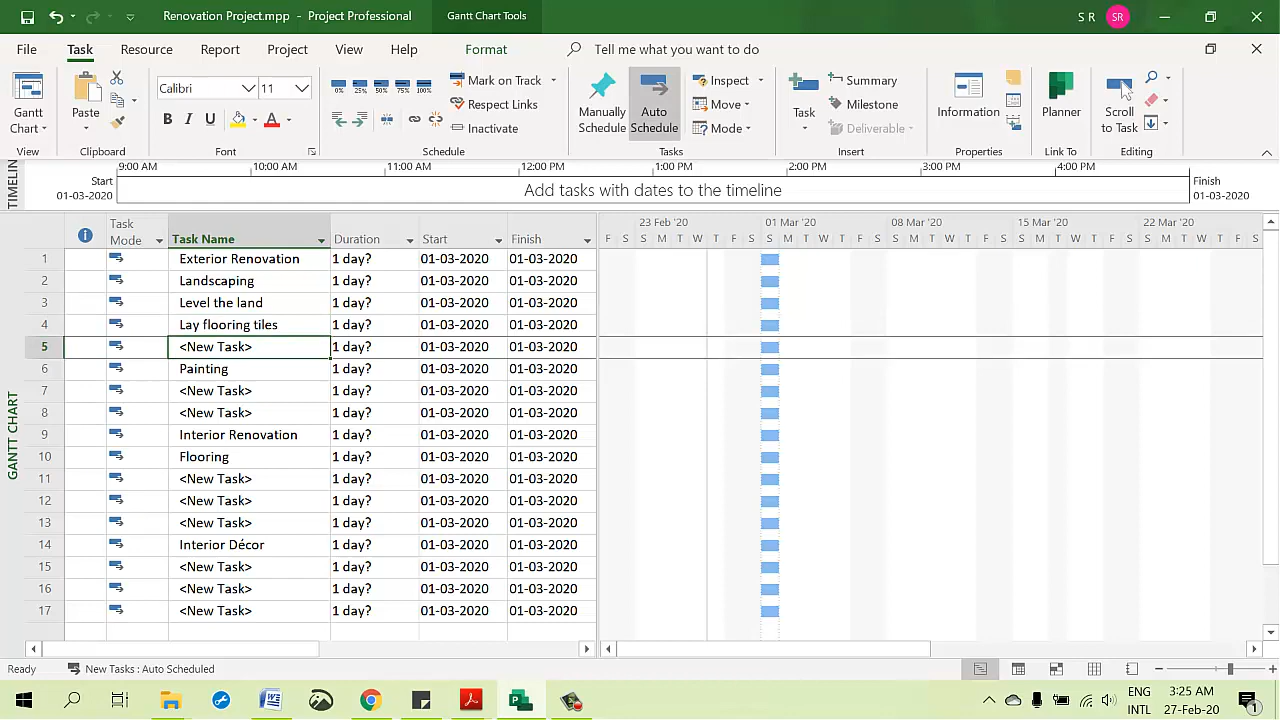 Renovation Project.mpp - Project Professional
Gantt Chart Tools
S R
SR
File Task Resource Report Project View Help Format Tell me what you want to do
Gantt Chart
View
Paste
Clipboard
Calibri
B I U A
Font
0% 25% 50% 75% 100%
Mark on Track
Respect Links
Inactivate
Schedule
Manually Schedule
Auto Schedule
Inspect
Move
Mode
Tasks
Task
Summary
Milestone
Deliverable
Insert
Information
Properties
Planner
Link To
Scroll to Task
Editing
TIMELIN
9:00 AM 10:00 AM 11:00 AM 12:00 PM 1:00 PM 2:00 PM 3:00 PM 4:00 PM
Start
01-03-2020
Add tasks with dates to the timeline
Finish
01-03-2020
GANTT CHART
Task Mode Task Name Duration Start Finish
23 Feb '20 01 Mar '20 08 Mar '20 15 Mar '20 22 Mar '20
F S S M T W T F S S M T W T F S S M T W T F S S M T W T F S S M T W T F S
1 Exterior Renovation 1 day? 01-03-2020 01-03-2020
2 Landscaping 1 day? 01-03-2020 01-03-2020
3 Level the land 1 day? 01-03-2020 01-03-2020
4 Lay flooring tiles 1 day? 01-03-2020 01-03-2020
5 <New Task> 1 day? 01-03-2020 01-03-2020
6 Painting 1 day? 01-03-2020 01-03-2020
7 <New Task> 1 day? 01-03-2020 01-03-2020
8 <New Task> 1 day? 01-03-2020 01-03-2020
9 Interior Renovation 1 day? 01-03-2020 01-03-2020
10 Flooring 1 day? 01-03-2020 01-03-2020
11 <New Task> 1 day? 01-03-2020 01-03-2020
12 <New Task> 1 day? 01-03-2020 01-03-2020
13 <New Task> 1 day? 01-03-2020 01-03-2020
14 Interior Décor 1 day? 01-03-2020 01-03-2020
15 <New Task> 1 day? 01-03-2020 01-03-2020
16 <New Task> 1 day? 01-03-2020 01-03-2020
17 <New Task> 1 day? 01-03-2020 01-03-2020
Ready New Tasks : Auto Scheduled
ENG
INTL
3:25 AM
27-Feb-20